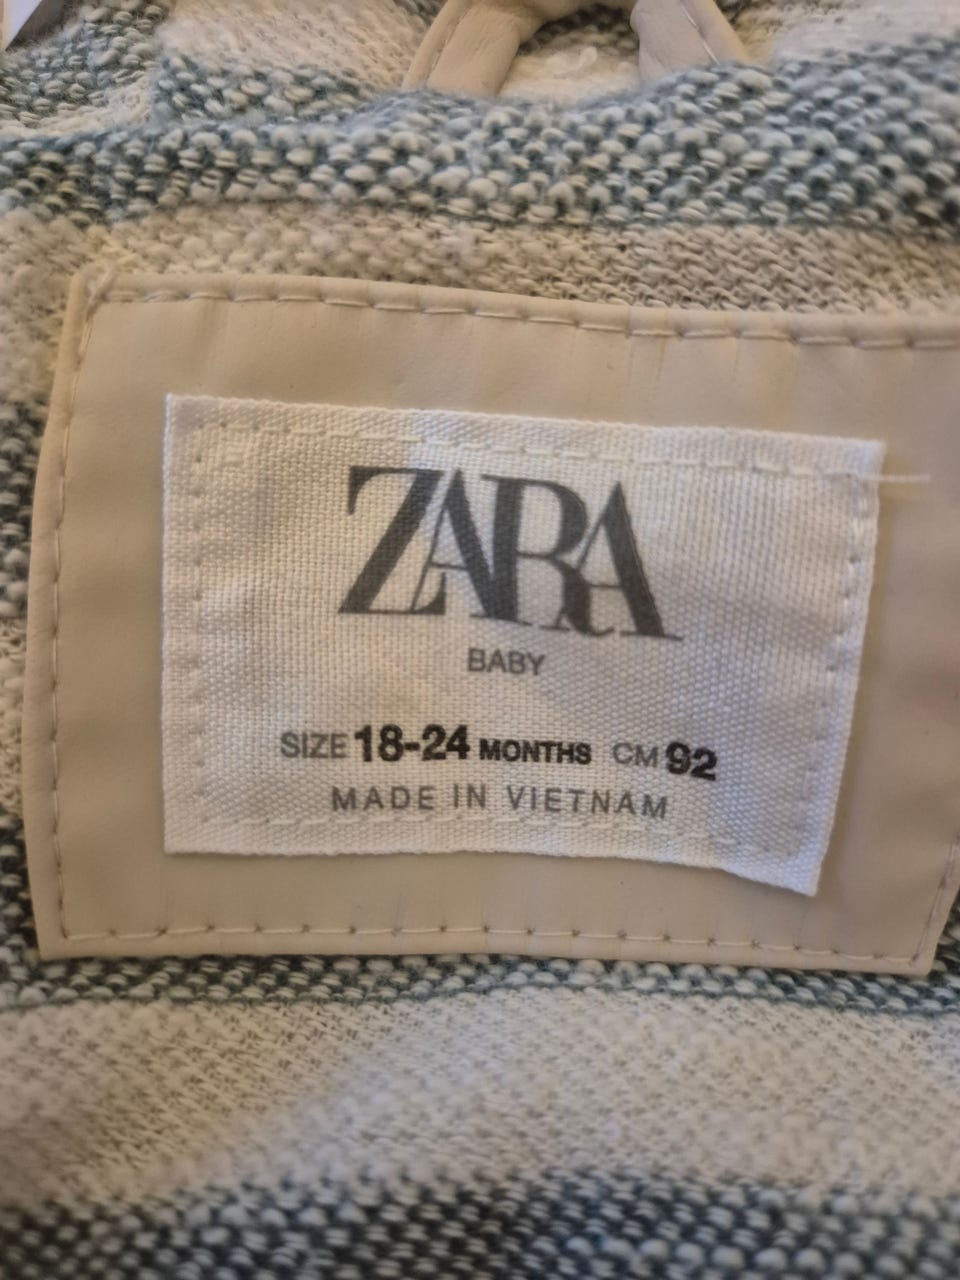 ZARA
BABY
SIZE 18-24 MONTHS CM 92
MADE IN VIETNAM